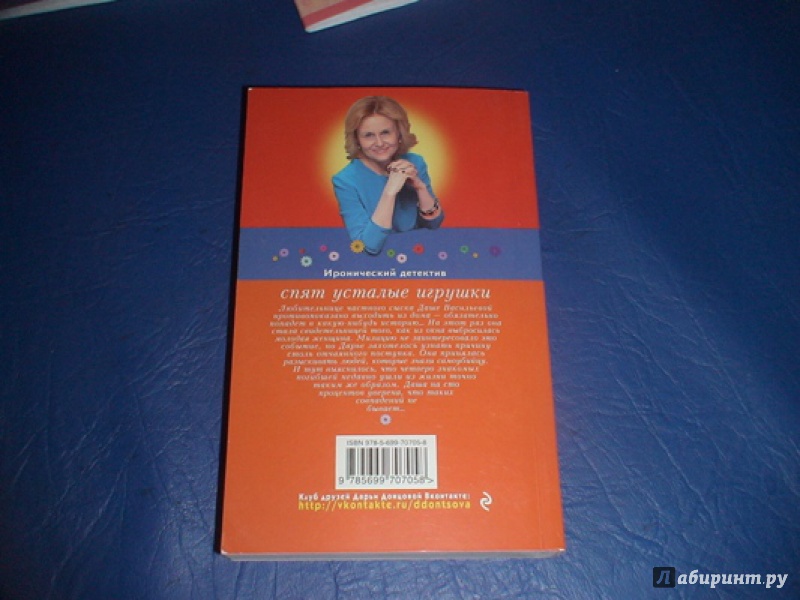 Иронический детектив
спят усталые игрушки
Любительнице частного сыска Даше Васильевой
противопоказано выходить из дома — обязательно
попадет в какую-нибудь историю... На этот раз она
стала свидетельницей того, как из окна выбросилась
молодая женщина. Милицию не заинтересовало это
событие, но Дарье захотелось узнать причину
столь отчаянного поступка. Она принялась
разыскивать людей, которые знали самоубийцу.
И тут выяснилось, что четверо знакомых
погибшей недавно ушли из жизни точно
таким же образом. Даша на сто
процентов уверена, что таких
совпадений не
бывает...
ISBN 978-5-699-70705-8
9 785699 707058 >
Клуб друзей Дарьи Донцовой Вконтакте:
http://vkontakte.ru/ddontsova
Лабиринт.ру